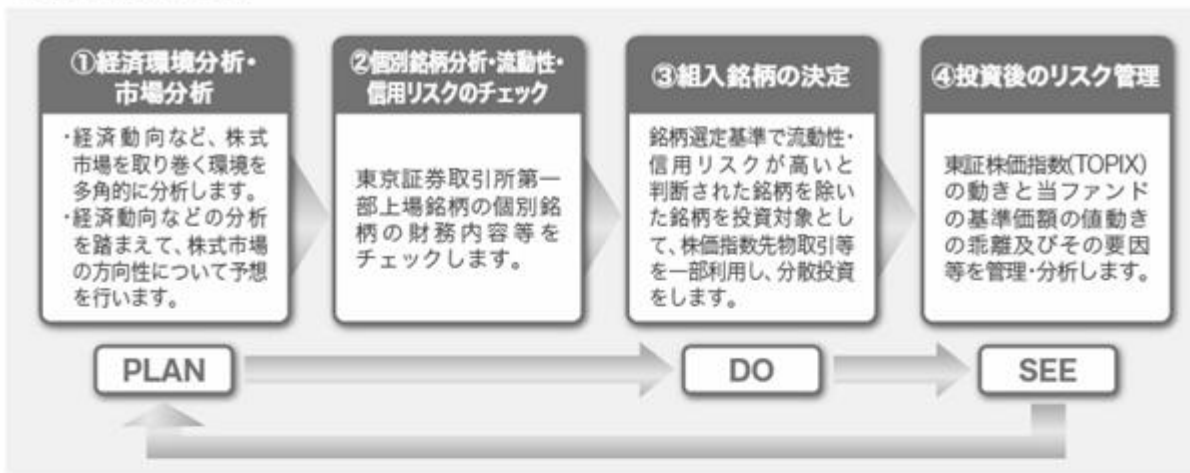 ①経済環境分析・
市場分析
・経済動向など、株式
市場を取り巻く環境を
多角的に分析します。
・経済動向などの分析
を踏まえて、株式市場
の方向性について予想
を行います。
②個別銘柄分析・流動性・
信用リスクのチェック
東京証券取引所第一
部上場銘柄の個別銘
柄の財務内容等を
チェックします。
③組入銘柄の決定
銘柄選定基準で流動性・
信用リスクが高いと
判断された銘柄を除い
た銘柄を投資対象とし
て、株価指数先物取引等
を一部利用し、分散投資
をします。
④投資後のリスク管理
東証株価指数(TOPIX)
の動きと当ファンド
の基準価額の値動き
の乖離及びその要因
等を管理・分析します。
PLAN
DO
SEE